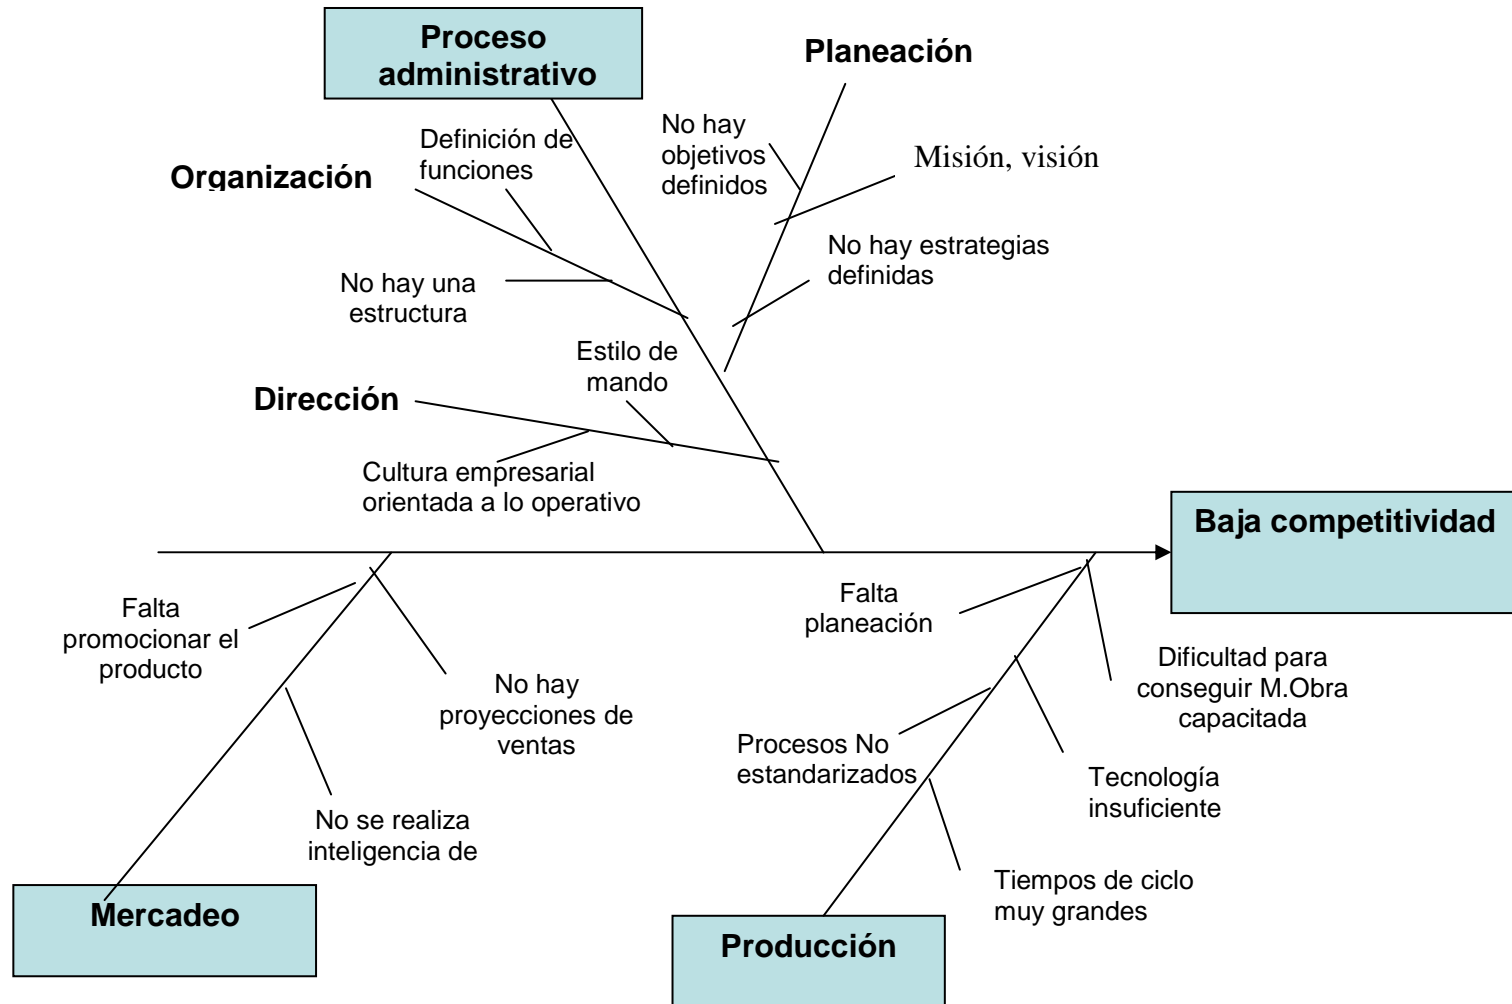 Proceso
administrativo
Planeación
Definición de
funciones
No hay
objetivos
definidos
Misión, visión
Organización
No hay estrategias
definidas
No hay una
estructura
Estilo de
mando
Dirección
Cultura empresarial
orientada a lo operativo
Baja competitividad
Falta
promocionar el
producto
Falta
planeación
No hay
proyecciones de
ventas
Dificultad para
conseguir M.Obra
capacitada
Procesos No
estandarizados
Tecnología
insuficiente
No se realiza
inteligencia de
Tiempos de ciclo
muy grandes
Mercadeo
Producción